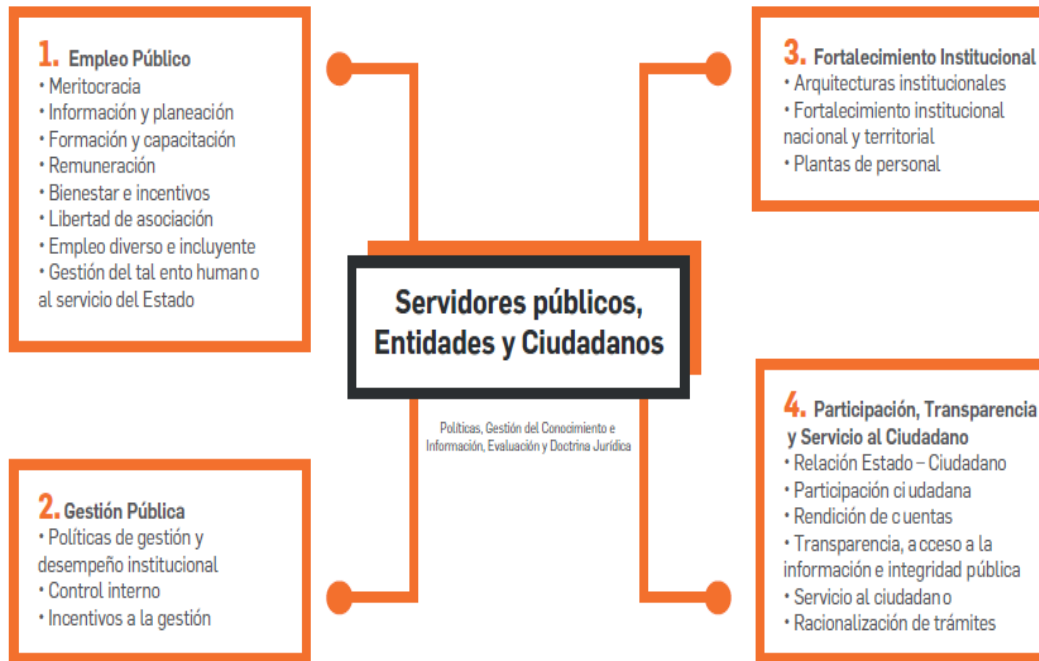 1. Empleo Público
• Meritocracia
• Información y planeación
• Formación y capacitación
• Remuneración
• Bienestar e incentivos
• Libertad de asociación
• Empleo diverso e incluyente
• Gestión del tal ento human o
al servicio del Estado
2. Gestión Pública
• Políticas de gestión y
desempeño institucional
• Control interno
• Incentivos a la gestión
Servidores públicos,
Entidades y Ciudadanos
Políticas, Gestión del Conocimiento e
Información, Evaluación y Doctrina Jurídica
3. Fortalecimiento Institucional
• Arquitecturas institucionales
• Fortalecimiento institucional
naci onal y territorial
• Plantas de personal
4. Participación, Transparencia
y Servicio al Ciudadano
• Relación Estado – Ciudadano
• Participación ci udadana
• Rendición de c uentas
• Transparencia, a cceso a la
información e integridad pública
• Servicio al ciudadan o
• Racionalización de trámites